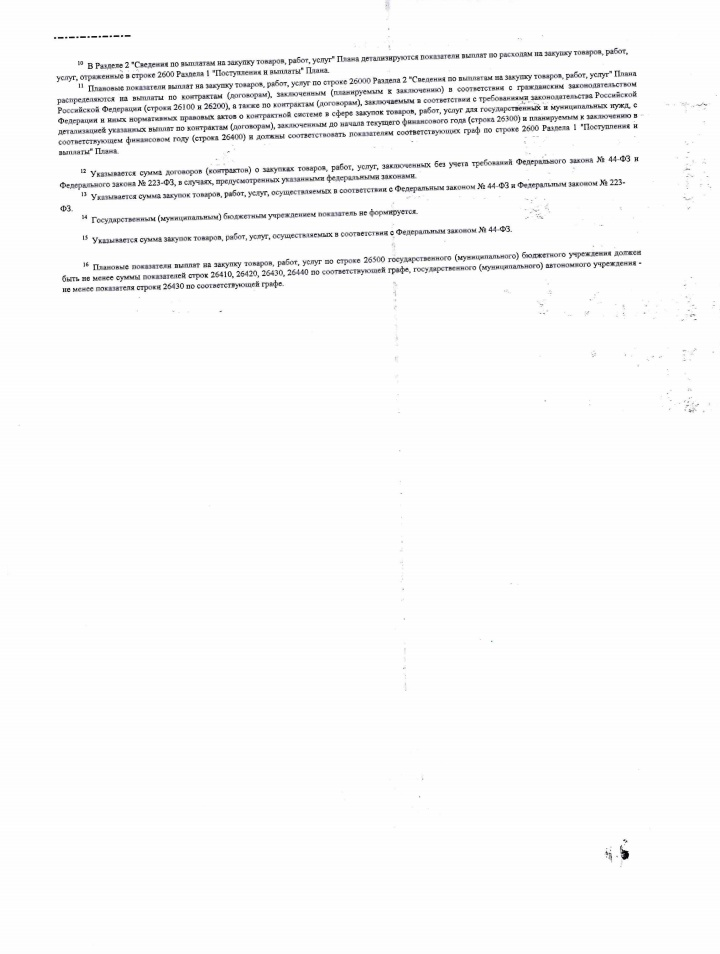 ¹⁰ В Разделе 2 "Сведения по выплатам на закупку товаров, работ, услуг" Плана детализируются показатели выплат по расходам на закупку товаров, работ,
услуг, отраженные в строке 2600 Раздела 1 "Поступления и выплаты" Плана.
¹¹ Плановые показатели выплат на закупку товаров, работ, услуг по строке 26000 Раздела 2 "Сведения по выплатам на закупку товаров, работ, услуг" Плана
распределяются на выплаты по контрактам (договорам), заключенным (планируемым к заключению) в соответствии с гражданским законодательством
Российской Федерации (строки 26100 и 26200), а также по контрактам (договорам), заключаемым в соответствии с требованиями законодательства Российской
Федерации и иных нормативных правовых актов о контрактной системе в сфере закупок товаров, работ, услуг для государственных и муниципальных нужд, с
детализацией указанных выплат по контрактам (договорам), заключенным до начала текущего финансового года (строка 26300) и планируемым к заключению в
соответствующем финансовом году (строка 26400) и должны соответствовать показателям соответствующих граф по строке 2600 Раздела 1 "Поступления и
выплаты" Плана.
¹² Указывается сумма договоров (контрактов) о закупках товаров, работ, услуг, заключенных без учета требований Федерального закона № 44-ФЗ и
Федерального закона № 223-ФЗ, в случаях, предусмотренных указанными федеральными законами.
¹³ Указывается сумма закупок товаров, работ, услуг, осуществляемых в соответствии с Федеральным законом № 44-ФЗ и Федеральным законом № 223-
ФЗ.
¹⁴ Государственным (муниципальным) бюджетным учреждением показатель не формируется.
¹⁵ Указывается сумма закупок товаров, работ, услуг, осуществляемых в соответствии с Федеральным законом № 44-ФЗ.
¹⁶ Плановые показатели выплат на закупку товаров, работ, услуг по строке 26500 государственного (муниципального) бюджетного учреждения должен
быть не менее суммы показателей строк 26410, 26420, 26430, 26440 по соответствующей графе, государственного (муниципального) автономного учреждения -
не менее показателя строки 26430 по соответствующей графе.